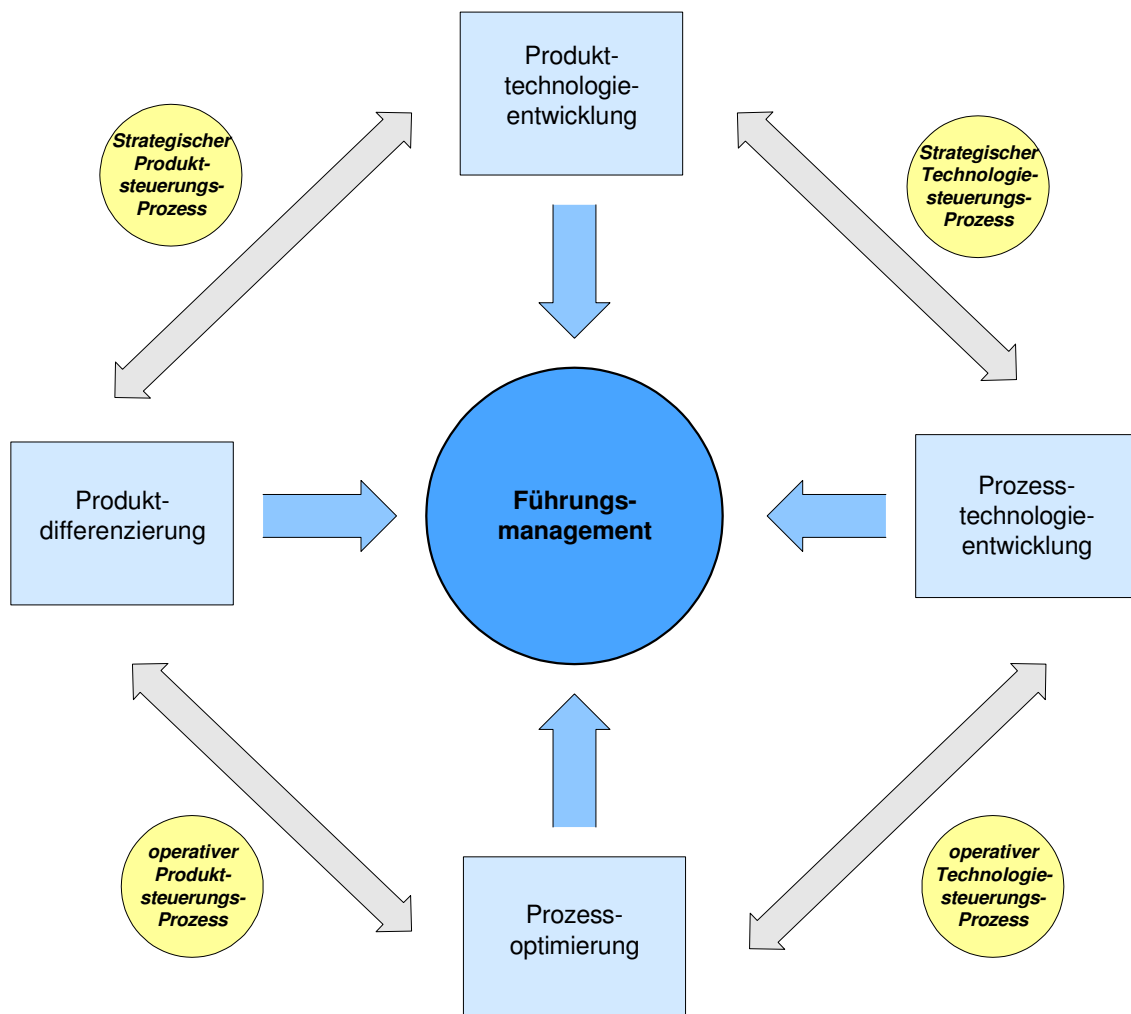 Produkt-
technologie-
entwicklung
Strategischer
Produkt-
steuerungs-
Prozess
Strategischer
Technologie-
steuerungs-
Prozess
Produkt-
differenzierung
Führungs-
management
Prozess-
technologie-
entwicklung
operativer
Produkt-
steuerungs-
Prozess
operativer
Technologie-
steuerungs-
Prozess
Prozess-
optimierung